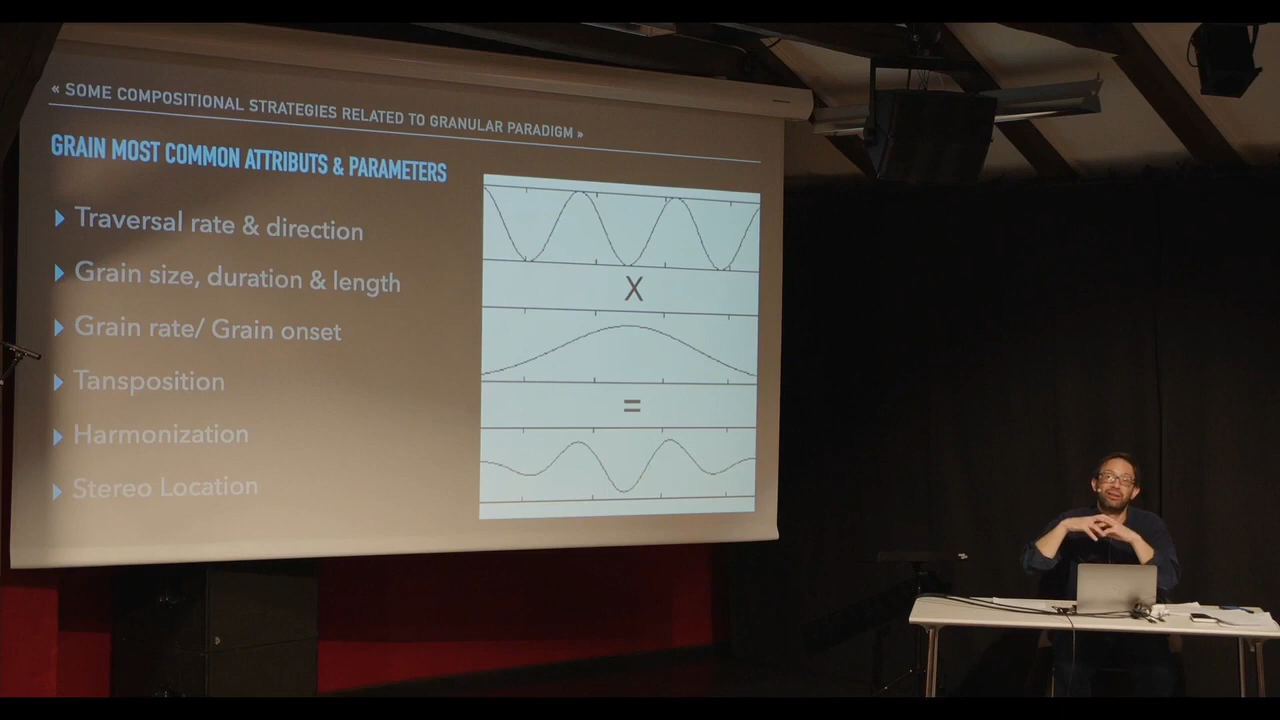 « SOME COMPOSITIONAL STRATEGIES RELATED TO GRANULAR PARADIGM »
GRAIN MOST COMMON ATTRIBUTS & PARAMETERS
Traversal rate & direction
Grain size, duration & length
Grain rate/ Grain onset
Tansposition
Harmonization
Stereo Location
X
=